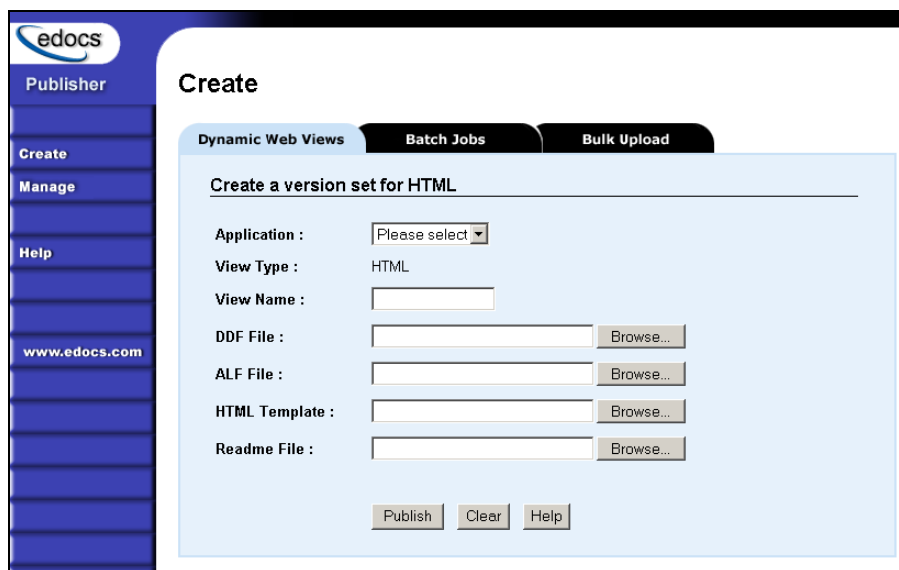 edocs
Publisher
Create
Manage
Help
www.edocs.com
Create
Dynamic Web Views
Batch Jobs
Bulk Upload
Create a version set for HTML
Application :
Please select
View Type :
HTML
View Name :
DDF File :
Browse...
ALF File :
Browse...
HTML Template :
Browse...
Readme File :
Browse...
Publish
Clear
Help